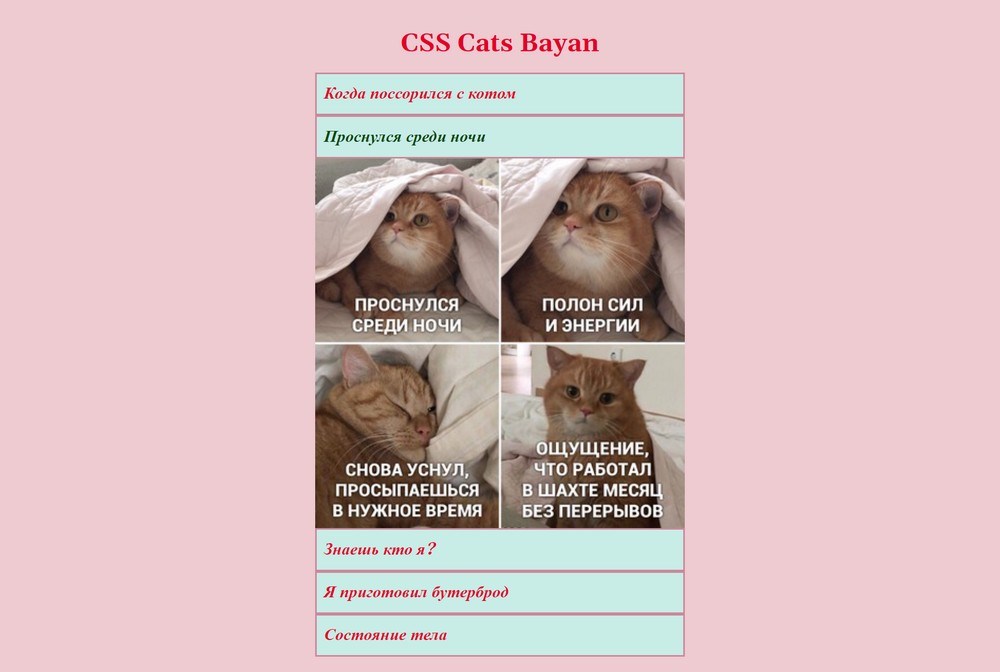 CSS Cats Bayan
Когда поссорился с котом
Проснулся среди ночи
ПРОСНУЛСЯ
СРЕДИ НОЧИ
ПОЛОН СИЛ
И ЭНЕРГИИ
СНОВА УСНУЛ,
ПРОСЫПАЕШЬСЯ
В НУЖНОЕ ВРЕМЯ
ОЩУЩЕНИЕ,
ЧТО РАБОТАЛ
В ШАХТЕ МЕСЯЦ
БЕЗ ПЕРЕРЫВОВ
Знаешь кто я?
Я приготовил бутерброд
Состояние тела